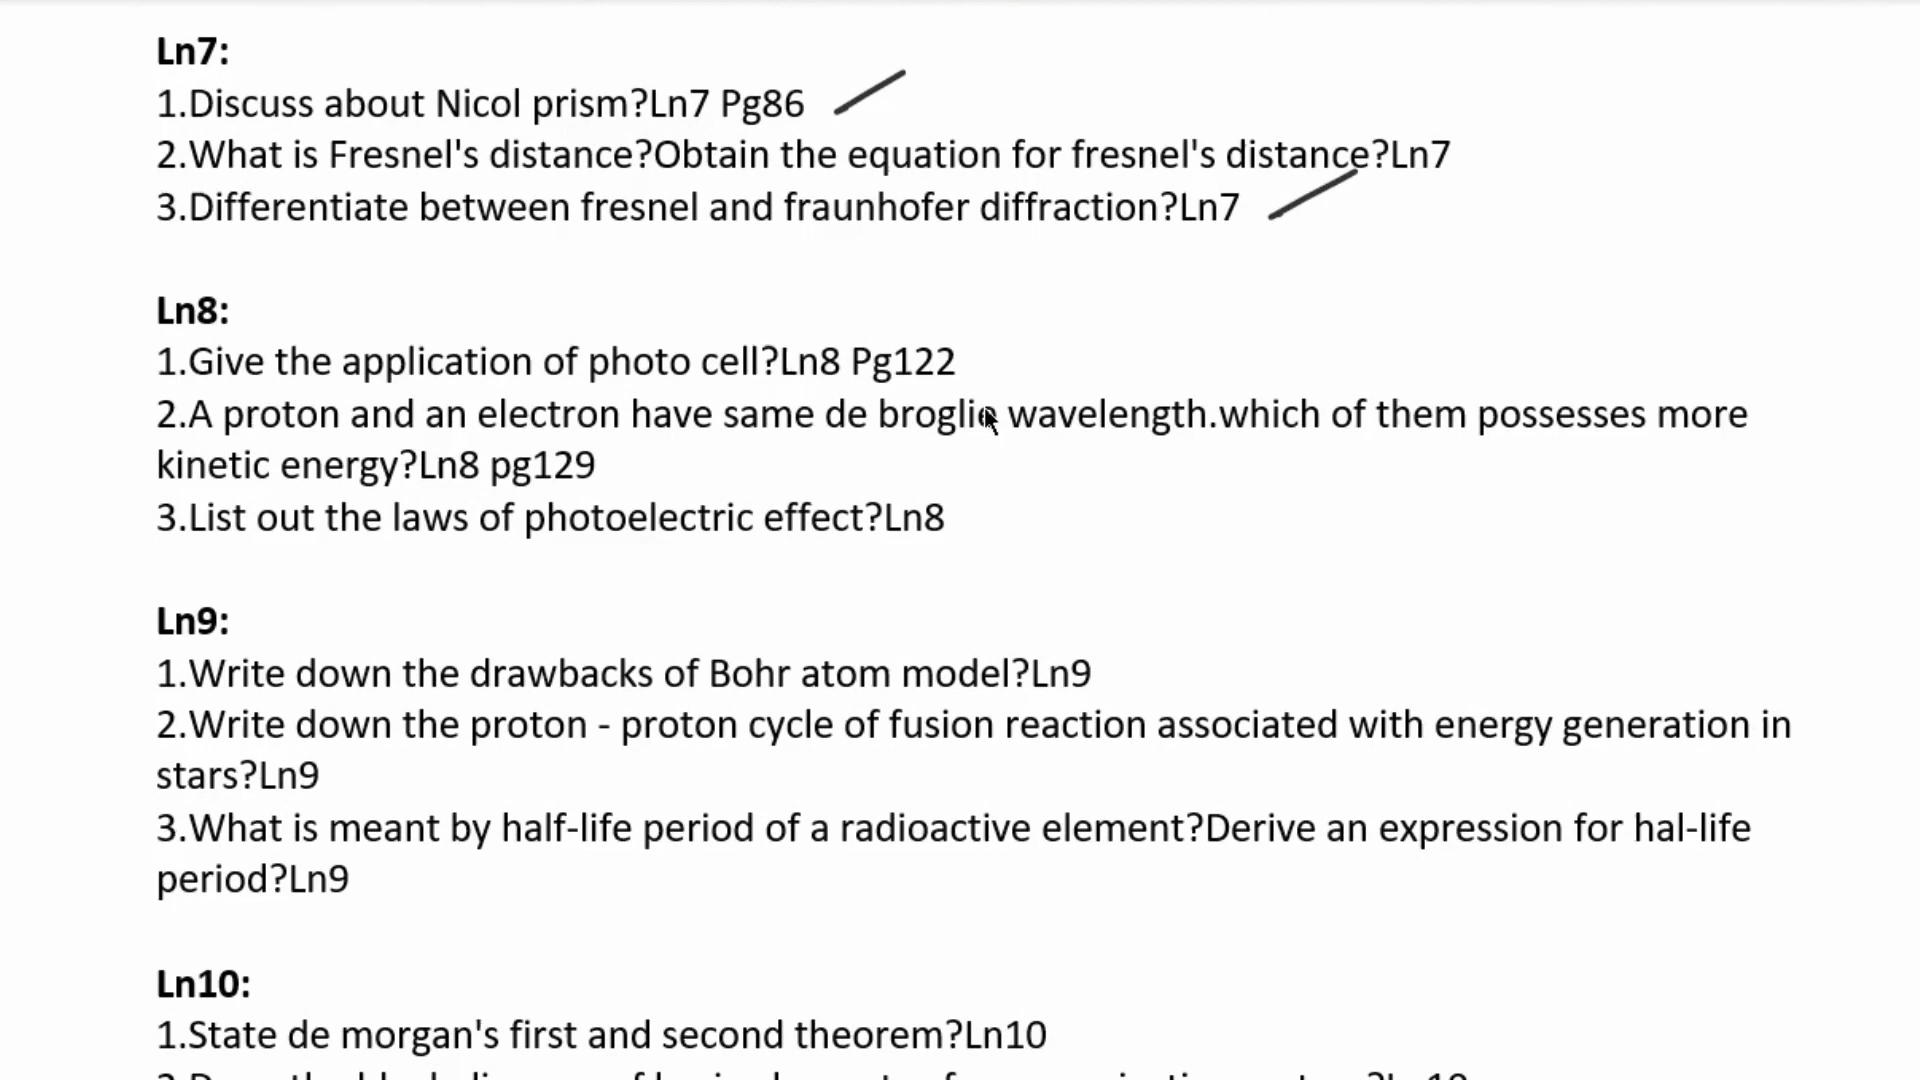 Ln7:
1.Discuss about Nicol prism?Ln7 Pg86
2.What is Fresnel's distance?Obtain the equation for fresnel's distance?Ln7
3.Differentiate between fresnel and fraunhofer diffraction?Ln7
Ln8:
1.Give the application of photo cell?Ln8 Pg122
2.A proton and an electron have same de broglie wavelength.which of them possesses more
kinetic energy?Ln8 pg129
3.List out the laws of photoelectric effect?Ln8
Ln9:
1.Write down the drawbacks of Bohr atom model?Ln9
2.Write down the proton - proton cycle of fusion reaction associated with energy generation in
stars?Ln9
3.What is meant by half-life period of a radioactive element?Derive an expression for hal-life
period?Ln9
Ln10:
1.State de morgan's first and second theorem?Ln10